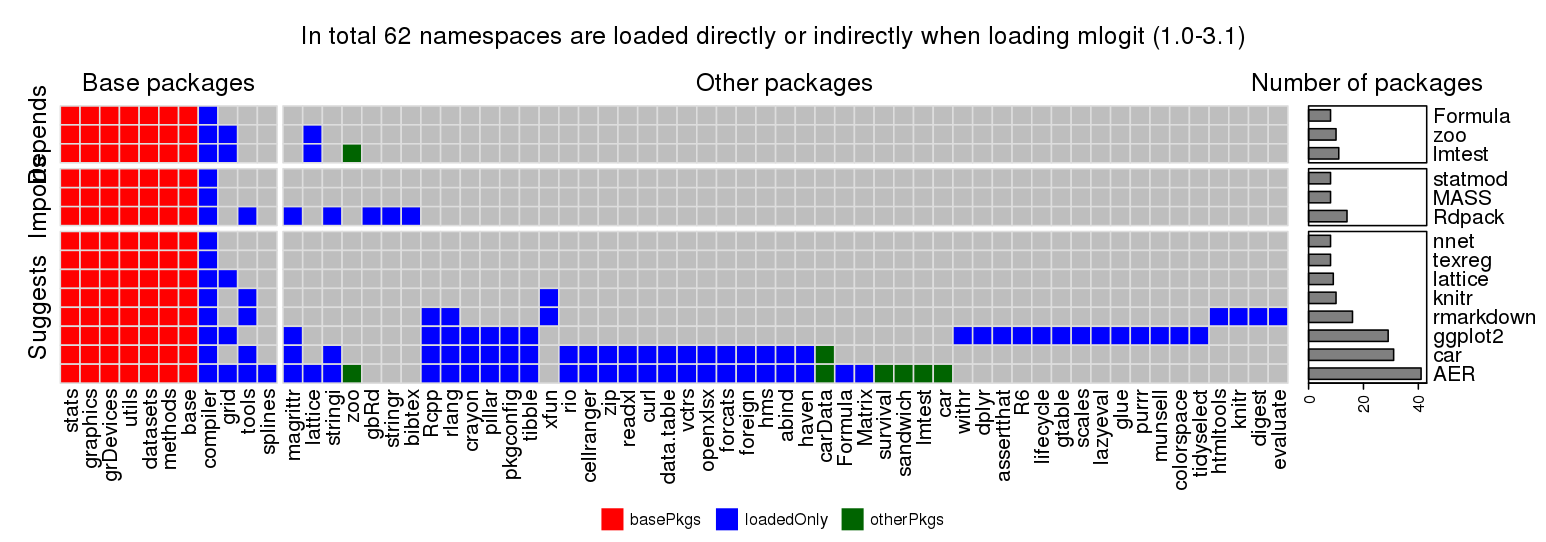 In total 62 namespaces are loaded directly or indirectly when loading mlogit (1.0-3.1)
Base packages
Other packages
Number of packages
Depends
Imports
Suggests
Formula
zoo
lmtest
statmod
MASS
Rdpack
nnet
texreg
lattice
knitr
rmarkdown
ggplot2
car
AER
0
20
40
stats
graphics
grDevices
utils
datasets
methods
base
compiler
grid
tools
splines
magrittr
lattice
stringi
zoo
gbRd
stringr
bibtex
Rcpp
rlang
crayon
pillar
pkgconfig
tibble
xfun
rio
cellranger
zip
readxl
curl
data.table
vctrs
openxlsx
forcats
foreign
hms
abind
haven
carData
Formula
Matrix
survival
sandwich
lmtest
car
withr
dplyr
assertthat
R6
lifecycle
gtable
scales
lazyeval
glue
purrr
munsell
colorspace
tidyselect
htmltools
knitr
digest
evaluate
basePkgs
loadedOnly
otherPkgs